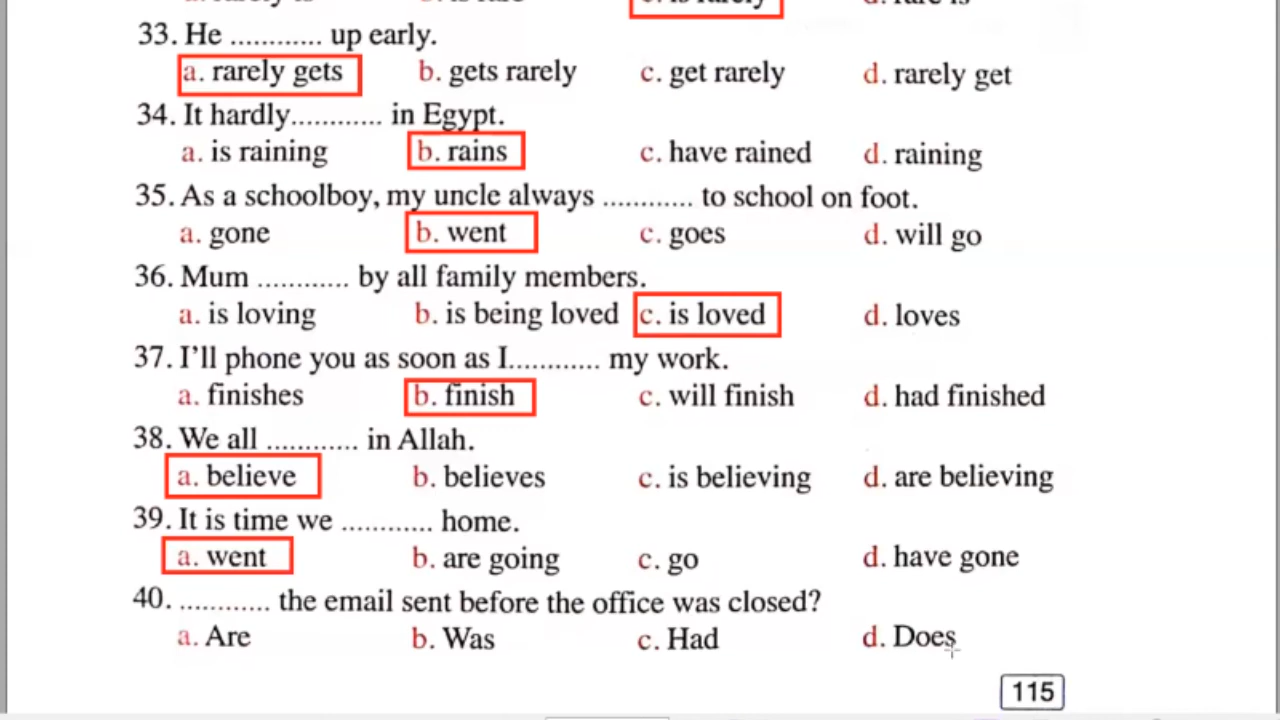 33. He ............ up early.
a. rarely gets b. gets rarely c. get rarely d. rarely get
34. It hardly............ in Egypt.
a. is raining b. rains c. have rained d. raining
35. As a schoolboy, my uncle always ............ to school on foot.
a. gone b. went c. goes d. will go
36. Mum ............ by all family members.
a. is loving b. is being loved c. is loved d. loves
37. I'll phone you as soon as I............ my work.
a. finishes b. finish c. will finish d. had finished
38. We all ............ in Allah.
a. believe b. believes c. is believing d. are believing
39. It is time we ............ home.
a. went b. are going c. go d. have gone
40. ............ the email sent before the office was closed?
a. Are b. Was c. Had d. Does
115